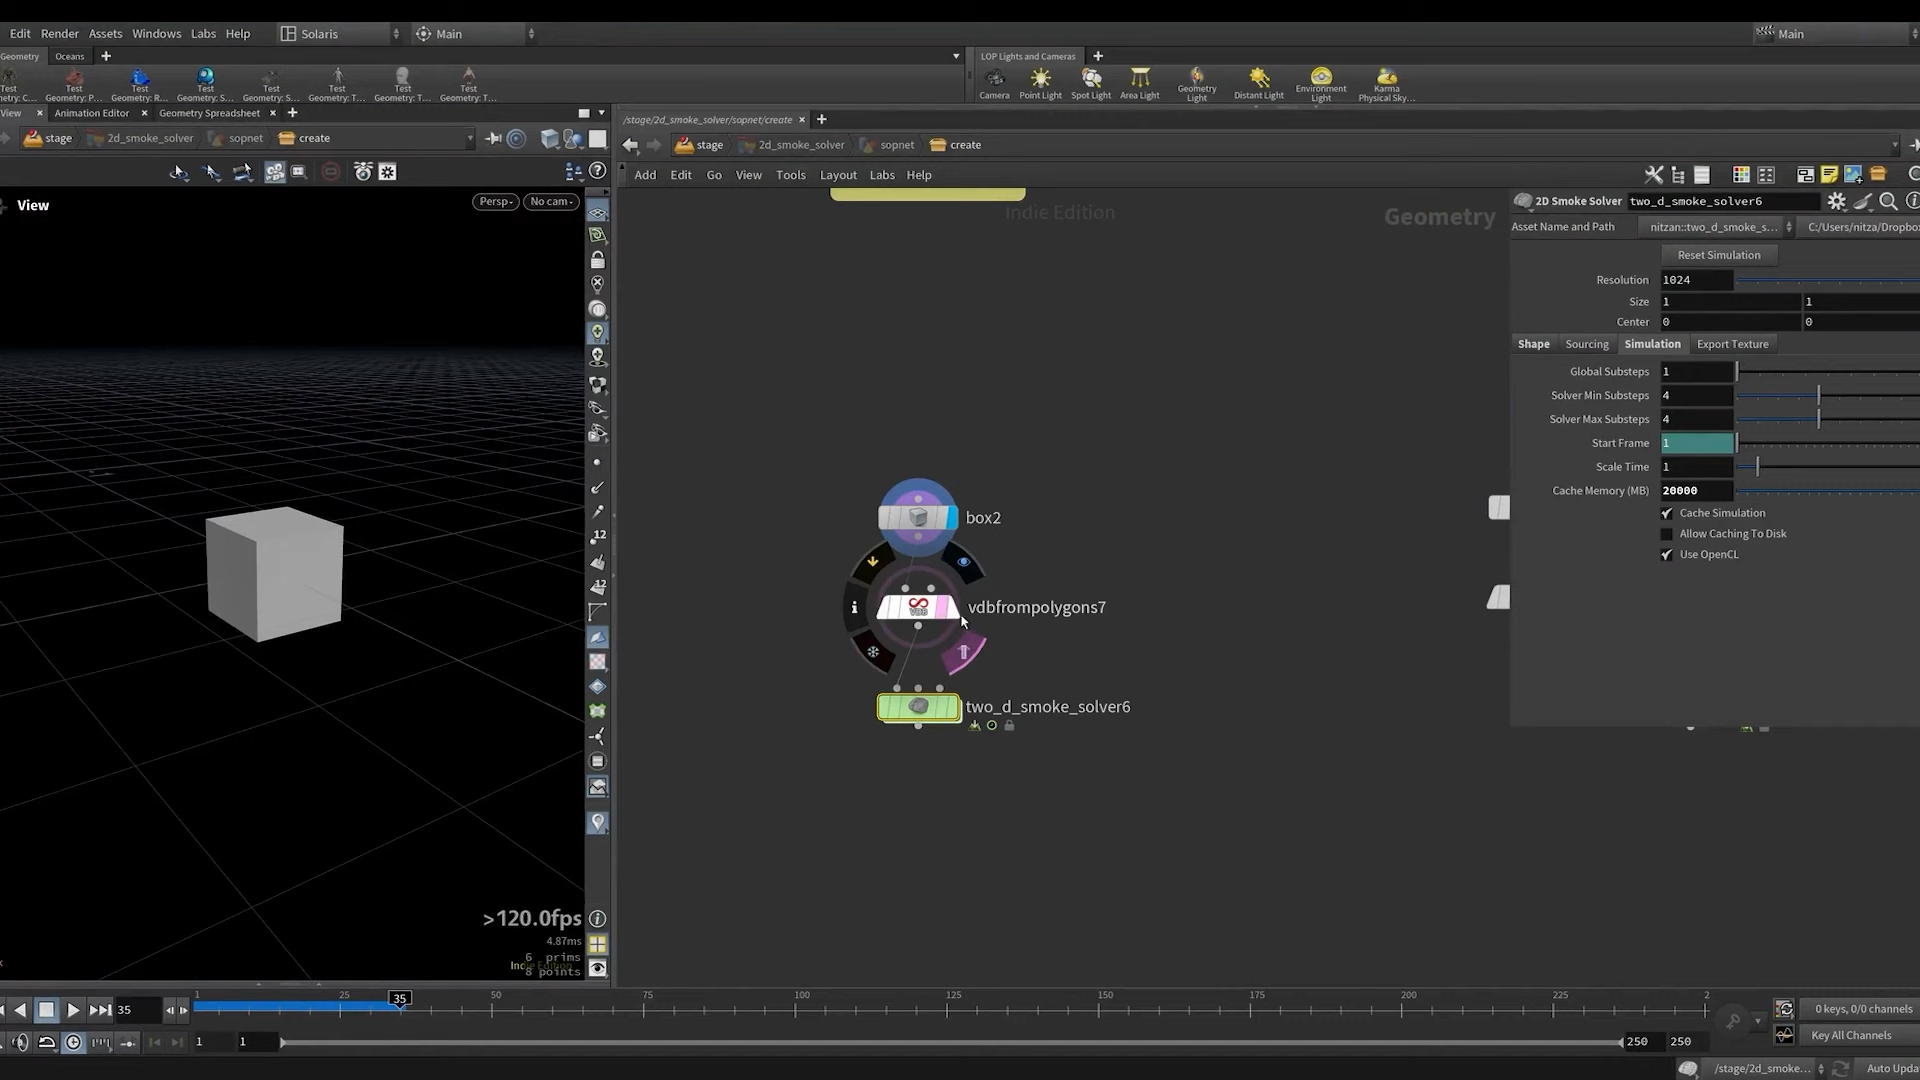 Edit Render Assets Windows Labs Help Solaris Main Main
Geometry Oceans LOP Lights and Cameras
Test Test Test Test Test Test Test Test
Geometry: P... Geometry: R... Geometry: S... Geometry: S... Geometry: T... Geometry: T... Geometry: T...
Camera Point Light Spot Light Area Light Geometry Light Distant Light Environment Light Karma Physical Sky...
View Animation Editor Geometry Spreadsheet
/stage/2d_smoke_solver/sopnet/create
stage 2d_smoke_solver sopnet create
stage 2d_smoke_solver sopnet create
Add Edit Go View Tools Layout Labs Help
View Persp No cam
Indie Edition
Geometry
2D Smoke Solver two_d_smoke_solver6
Asset Name and Path nitzan::two_d_smoke_s... C:/Users/nitza/Dropbox
Reset Simulation
Resolution 1024
Size 1 1
Center 0 0
Shape Sourcing Simulation Export Texture
Global Substeps 1
Solver Min Substeps 4
Solver Max Substeps 4
Start Frame 1
Scale Time 1
Cache Memory (MB) 20000
Cache Simulation
Allow Caching To Disk
Use OpenCL
12
12
box2
VDB
vdbfrompolygons7
two_d_smoke_solver6
>120.0fps
4.87ms
6 prims
8 points
1 25 35 50 75 100 125 150 175 200 225 2
35
0 keys, 0/0 channels
1 1 250 250
Key All Channels
/stage/2d_smoke... Auto Upda